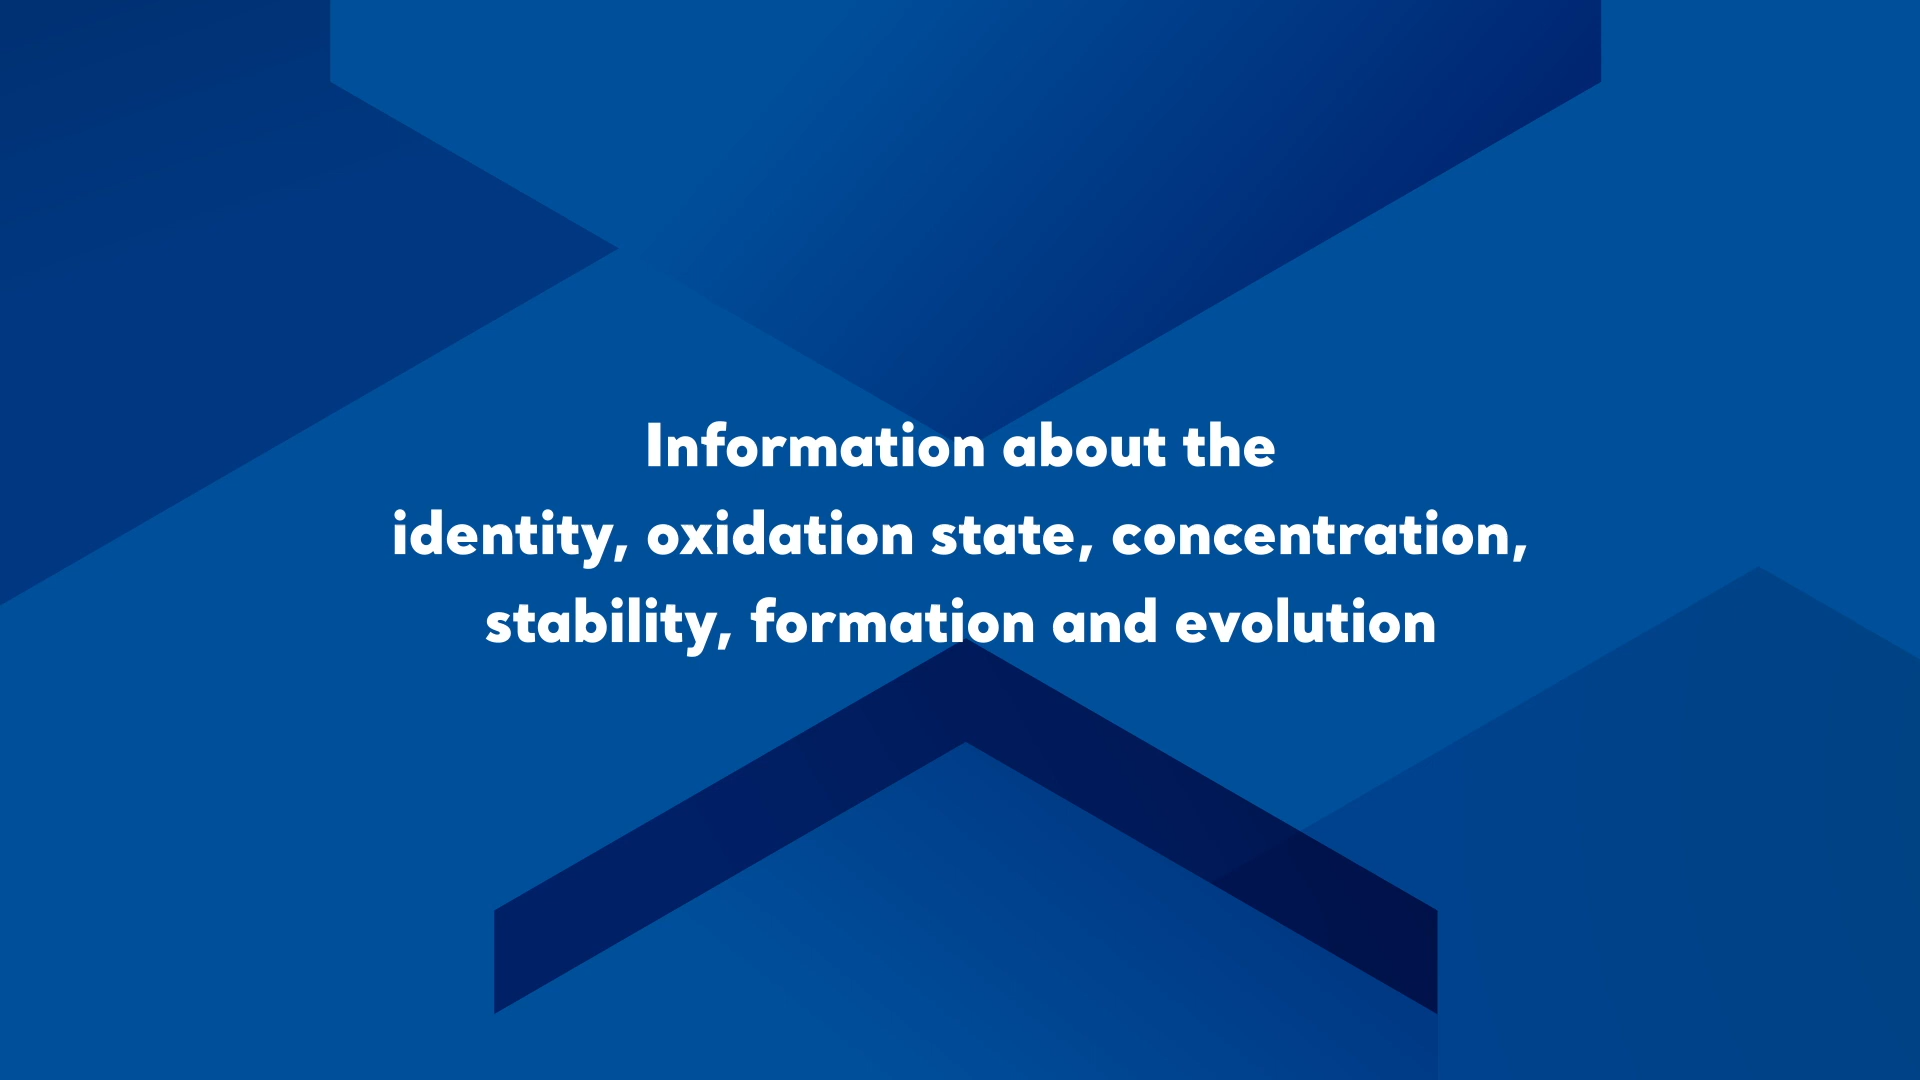 Information about the
identity, oxidation state, concentration,
stability, formation and evolution